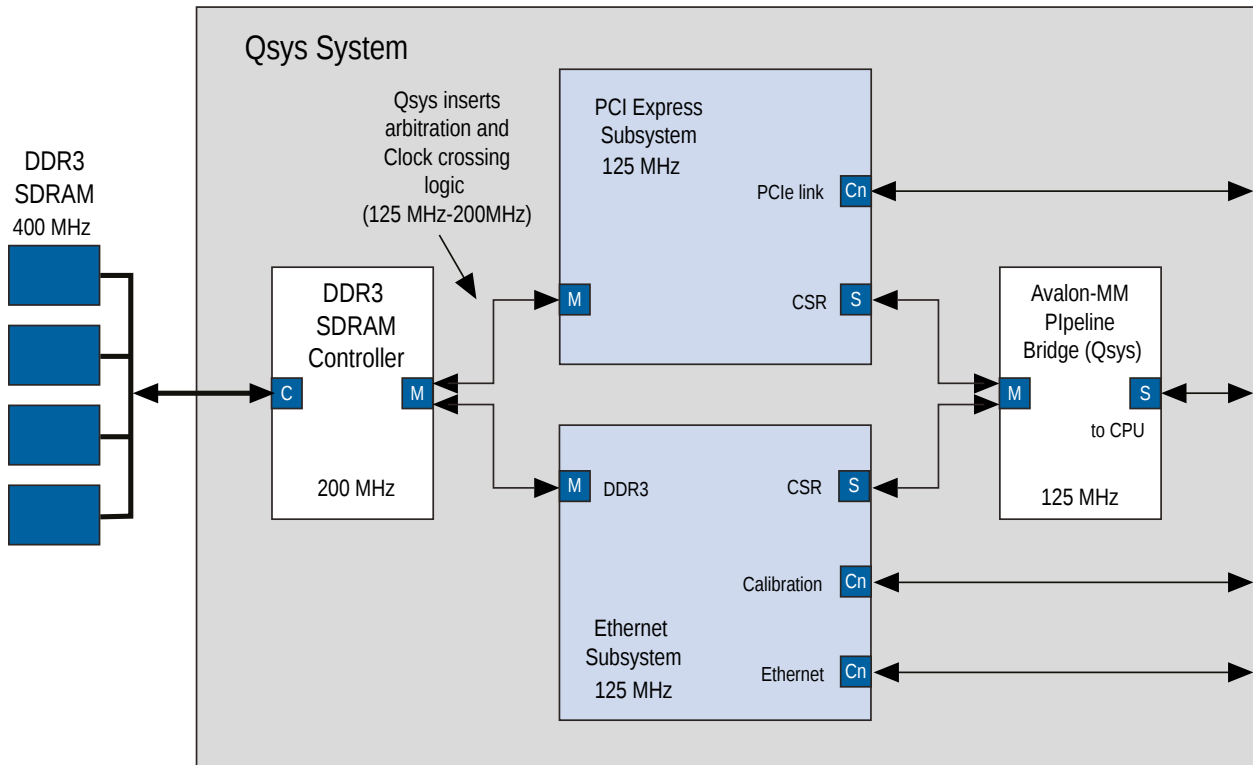 Qsys System
Qsys inserts
arbitration and
Clock crossing
logic
(125 MHz-200MHz)
DDR3
SDRAM
400 MHz
DDR3
SDRAM
Controller
C
M
200 MHz
PCI Express
Subsystem
125 MHz
PCIe link
Cn
M
CSR
S
M
DDR3
CSR
S
Calibration
Cn
Ethernet
Subsystem
125 MHz
Ethernet
Cn
Avalon-MM
PIpeline
Bridge (Qsys)
M
S
to CPU
125 MHz